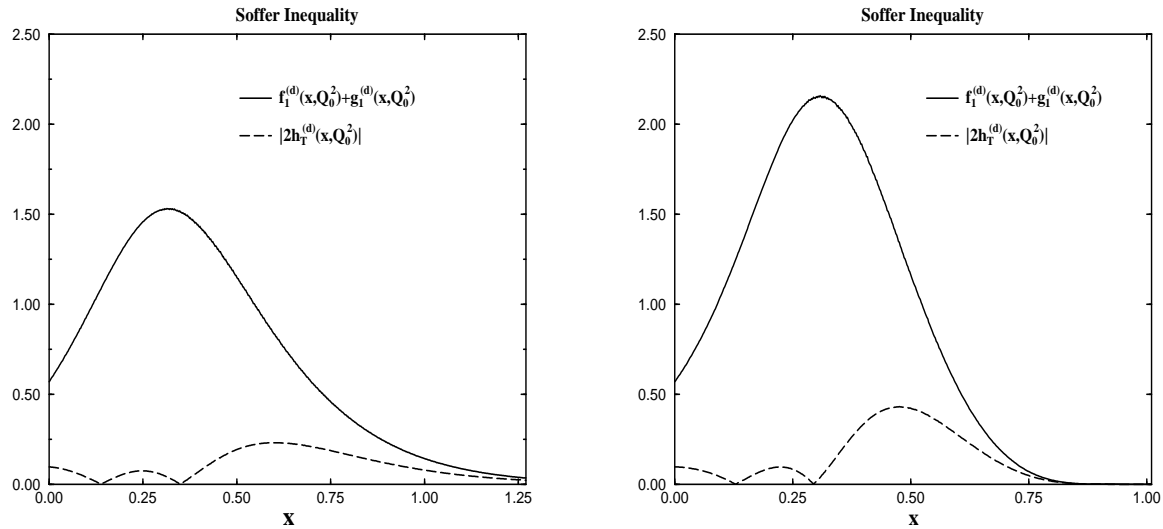 Soffer Inequality
2.50
2.00
1.50
1.00
0.50
0.00
f₁⁽ᵈ⁾(x,Q₀²)+g₁⁽ᵈ⁾(x,Q₀²)
|2h_T⁽ᵈ⁾(x,Q₀²)|
0.00 0.25 0.50 0.75 1.00 1.25
x
Soffer Inequality
2.50
2.00
1.50
1.00
0.50
0.00
f₁⁽ᵈ⁾(x,Q₀²)+g₁⁽ᵈ⁾(x,Q₀²)
|2h_T⁽ᵈ⁾(x,Q₀²)|
0.00 0.25 0.50 0.75 1.00
x